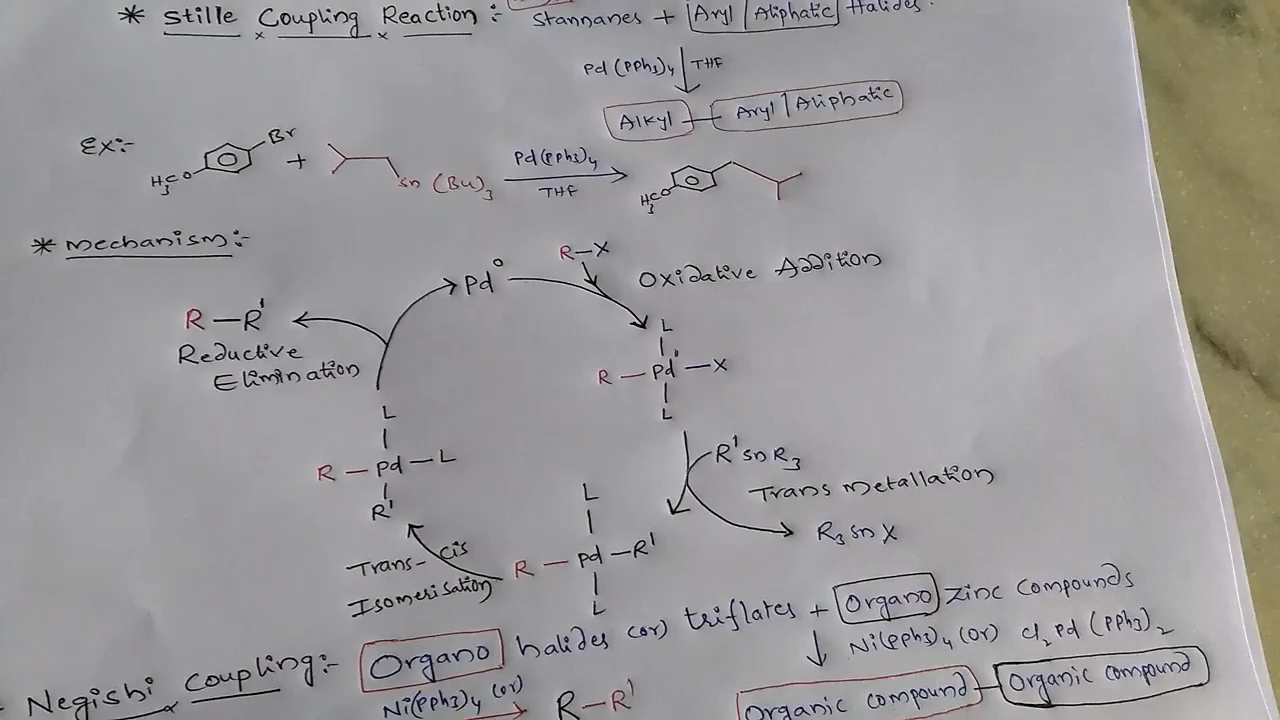 * Stille Coupling Reaction :- Stannanes + Aryl | Aliphatic Halides.
Pd(PPh3)4 THF
Alkyl — Aryl | Aliphatic
Ex:-
Br
H3CO
+
Sn (Bu)3
Pd(PPh3)4
THF
H3CO
* Mechanism:-
R-X
Pd⁰
Oxidative Addition
R — R'
Reductive
Elimination
L
R — Pd — X
L
L
R — Pd — L
R'
R'SnR3
Trans metallation
R3SnX
L
R — Pd — R'
L
Trans - Cis
Isomerisation
Negishi Coupling:- Organo halides (or) triflates + Organo Zinc Compounds
Ni(PPh3)4 (or) Cl2Pd(PPh3)2
Organic Compound — Organic Compound
Ni(PPh3)4 (or)
R-R'